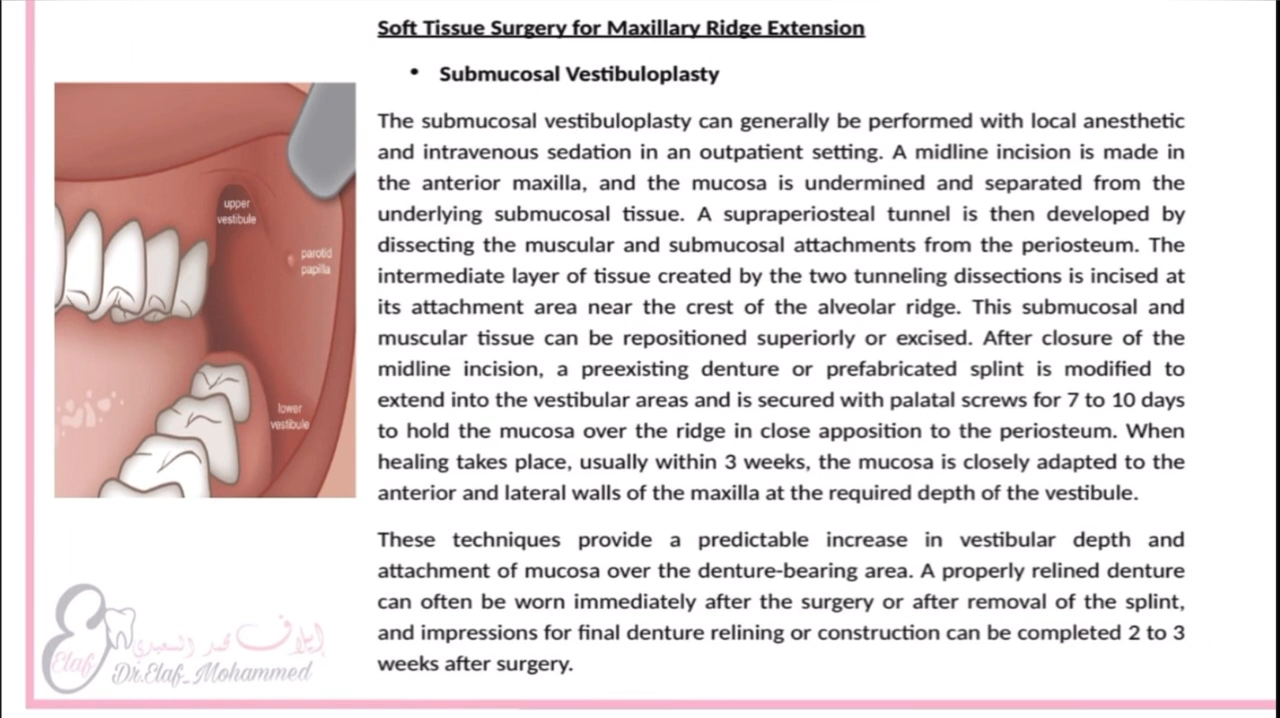 Soft Tissue Surgery for Maxillary Ridge Extension
• Submucosal Vestibuloplasty
The submucosal vestibuloplasty can generally be performed with local anesthetic
and intravenous sedation in an outpatient setting. A midline incision is made in
the anterior maxilla, and the mucosa is undermined and separated from the
underlying submucosal tissue. A supraperiosteal tunnel is then developed by
dissecting the muscular and submucosal attachments from the periosteum. The
intermediate layer of tissue created by the two tunneling dissections is incised at
its attachment area near the crest of the alveolar ridge. This submucosal and
muscular tissue can be repositioned superiorly or excised. After closure of the
midline incision, a preexisting denture or prefabricated splint is modified to
extend into the vestibular areas and is secured with palatal screws for 7 to 10 days
to hold the mucosa over the ridge in close apposition to the periosteum. When
healing takes place, usually within 3 weeks, the mucosa is closely adapted to the
anterior and lateral walls of the maxilla at the required depth of the vestibule.
These techniques provide a predictable increase in vestibular depth and
attachment of mucosa over the denture-bearing area. A properly relined denture
can often be worn immediately after the surgery or after removal of the splint,
and impressions for final denture relining or construction can be completed 2 to 3
weeks after surgery.
upper
vestibule
parotid
papilla
lower
vestibule
إيلاف محمد السعيدي
Elaf
Dr.Elaf_Mohammed